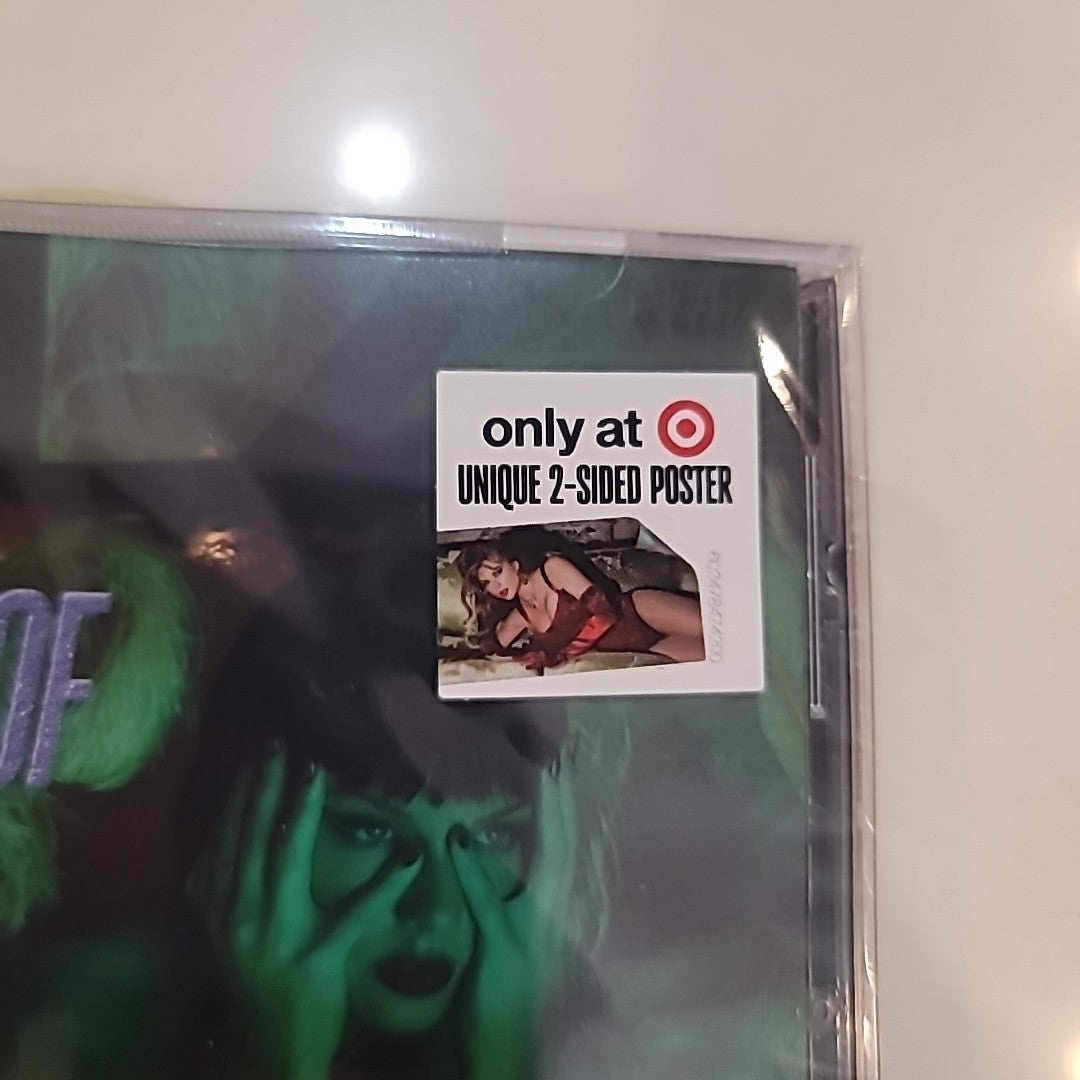 only at
UNIQUE 2-SIDED POSTER
OF